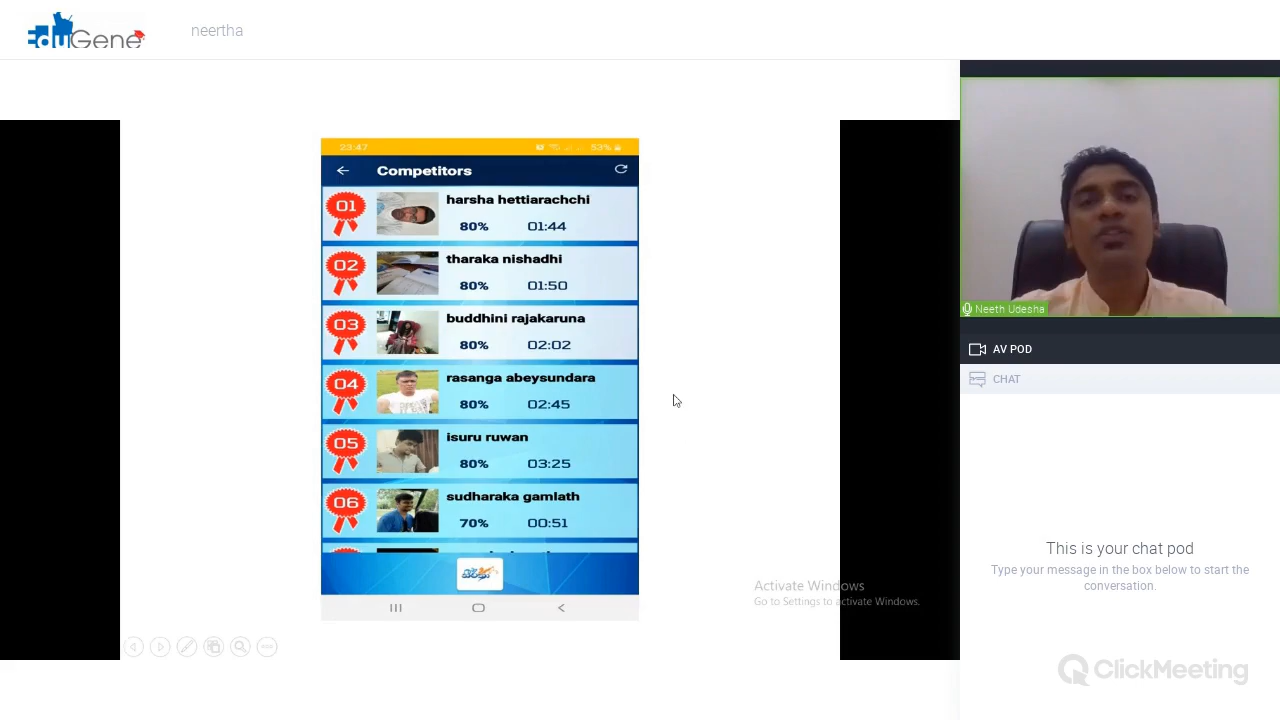 EduGene
neertha
23:47
53%
Competitors
01
harsha hettiarachchi
80% 01:44
02
tharaka nishadhi
80% 01:50
03
buddhini rajakaruna
80% 02:02
04
rasanga abeysundara
80% 02:45
05
isuru ruwan
80% 03:25
06
sudharaka gamlath
70% 00:51
Activate Windows
Go to Settings to activate Windows.
Neeth Udesha
AV POD
CHAT
This is your chat pod
Type your message in the box below to start the
conversation.
ClickMeeting